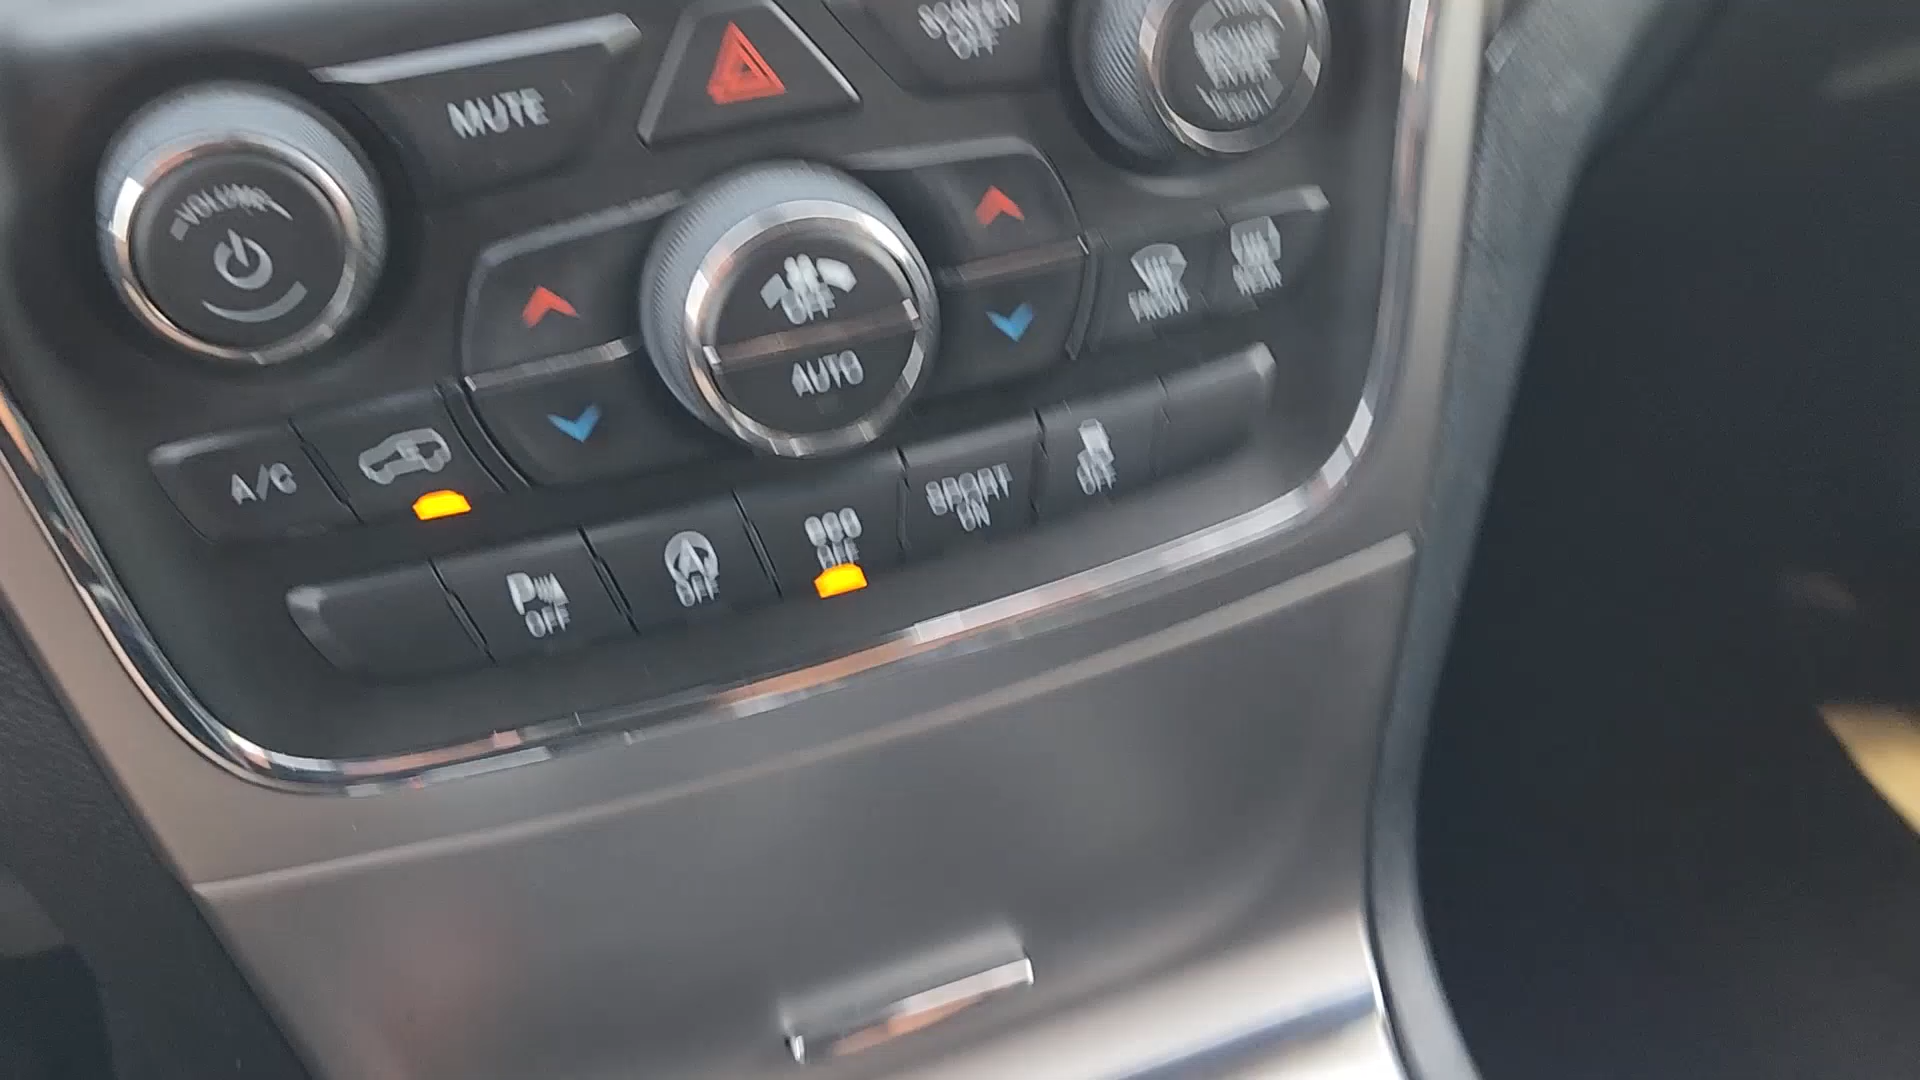 SCREEN
OFF
MUTE
VOLUME
OFF
AUTO
FRONT
REAR
A/C
SPORT
ON
OFF
OFF
OFF
P
OFF